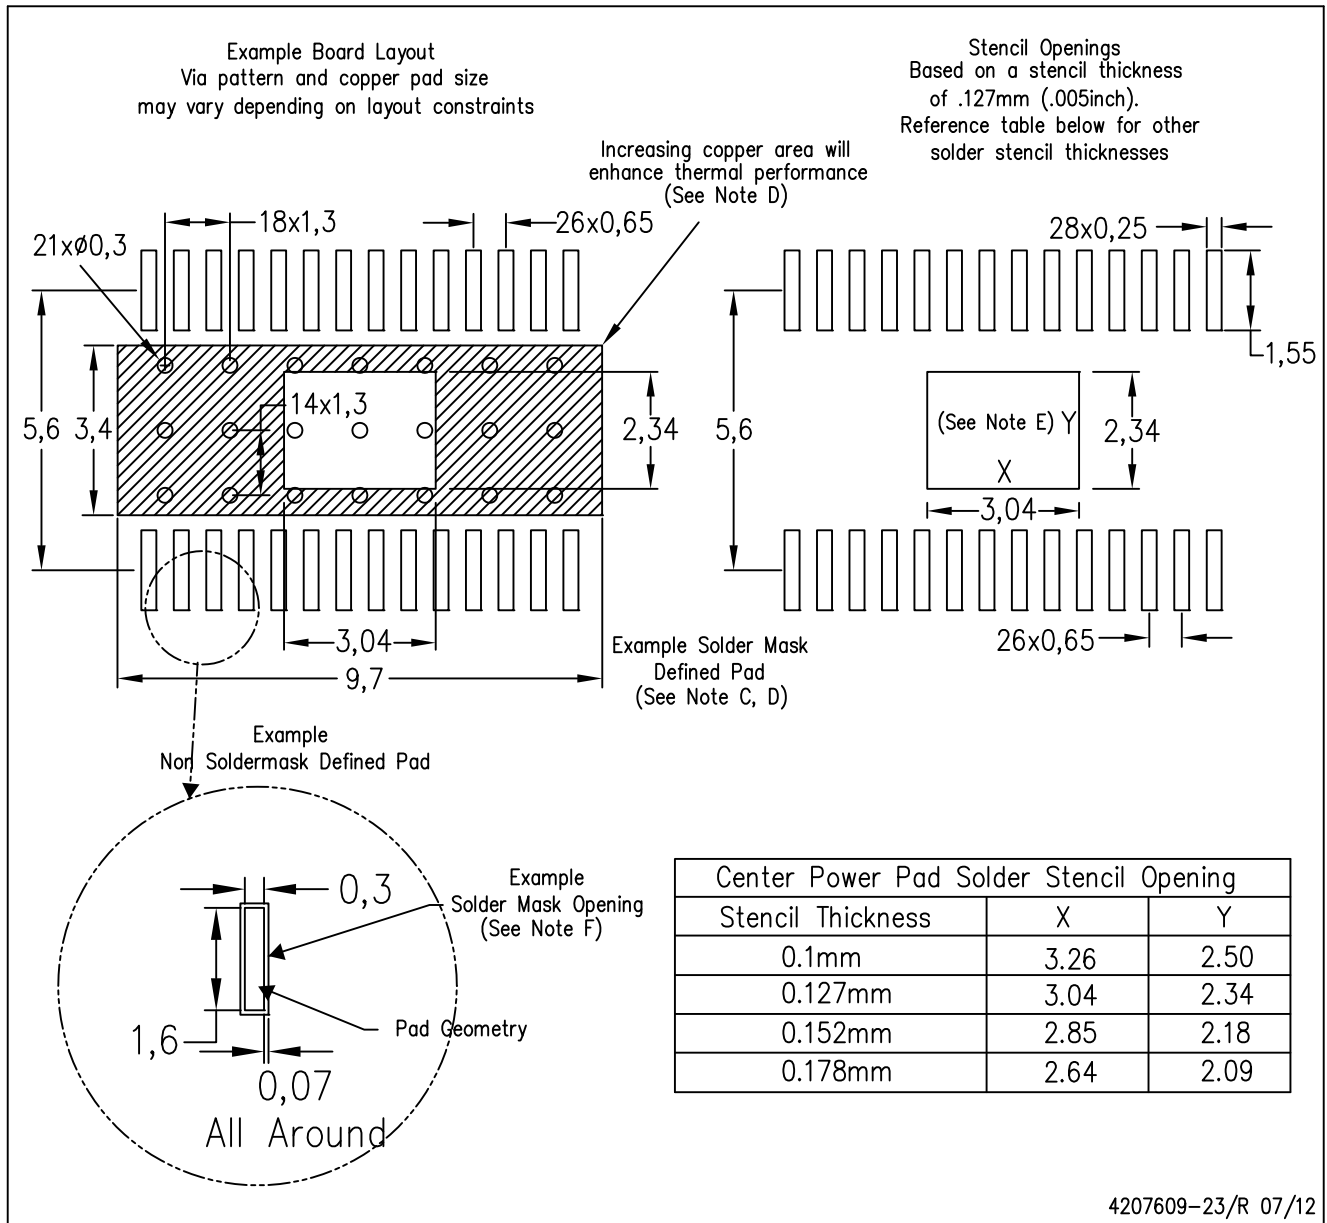 Example Board Layout
Via pattern and copper pad size
may vary depending on layout constraints
Stencil Openings
Based on a stencil thickness
of .127mm (.005inch).
Reference table below for other
solder stencil thicknesses
Increasing copper area will
enhance thermal performance
(See Note D)
18x1,3
26x0,65
21xø0,3
14x1,3
5,6
3,4
2,34
3,04
9,7
Example Solder Mask
Defined Pad
(See Note C, D)
28x0,25
1,55
5,6
(See Note E)
Y
X
2,34
3,04
26x0,65
Example
Non Soldermask Defined Pad
0,3
Example
Solder Mask Opening
(See Note F)
1,6
Pad Geometry
0,07
All Around
Center Power Pad Solder Stencil Opening
Stencil Thickness X Y
0.1mm 3.26 2.50
0.127mm 3.04 2.34
0.152mm 2.85 2.18
0.178mm 2.64 2.09
4207609-23/R 07/12